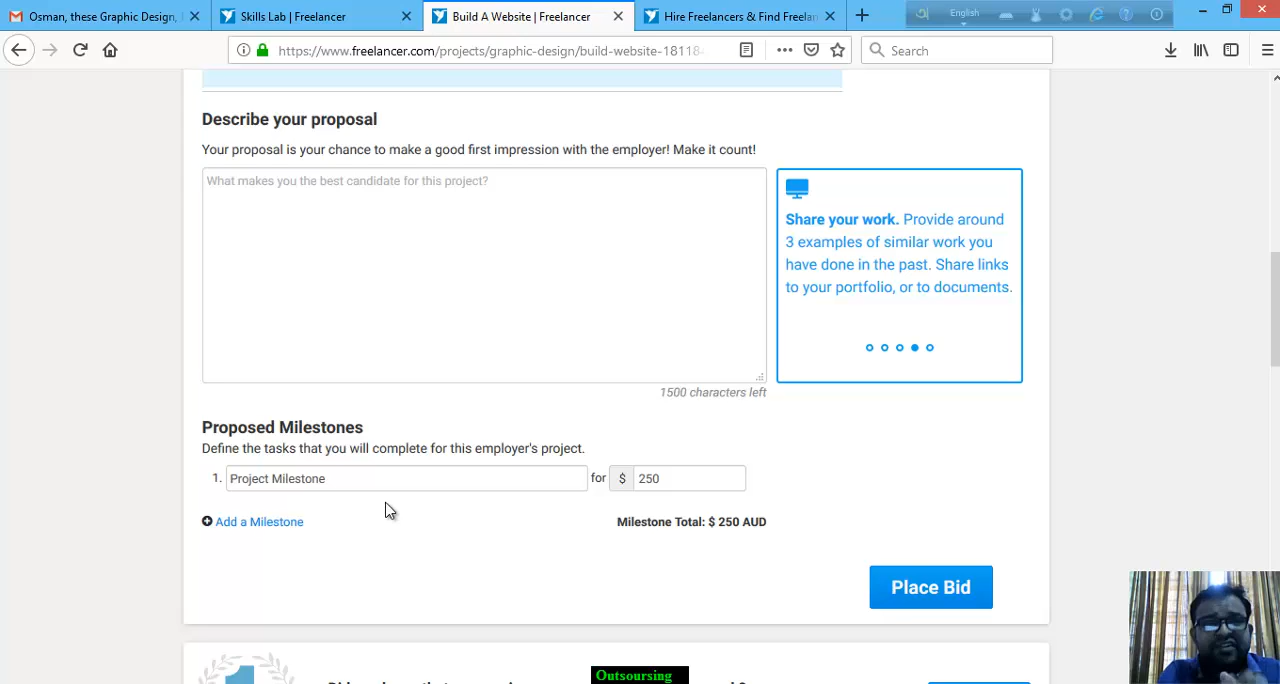 Osman, these Graphic Design,
Skills Lab | Freelancer
Build A Website | Freelancer
Hire Freelancers & Find Freelan
English
https://www.freelancer.com/projects/graphic-design/build-website-18118
Search
Describe your proposal
Your proposal is your chance to make a good first impression with the employer! Make it count!
What makes you the best candidate for this project?
Share your work. Provide around
3 examples of similar work you
have done in the past. Share links
to your portfolio, or to documents.
1500 characters left
Proposed Milestones
Define the tasks that you will complete for this employer's project.
1. Project Milestone for $ 250
Add a Milestone
Milestone Total: $ 250 AUD
Place Bid
1
Outsoursing